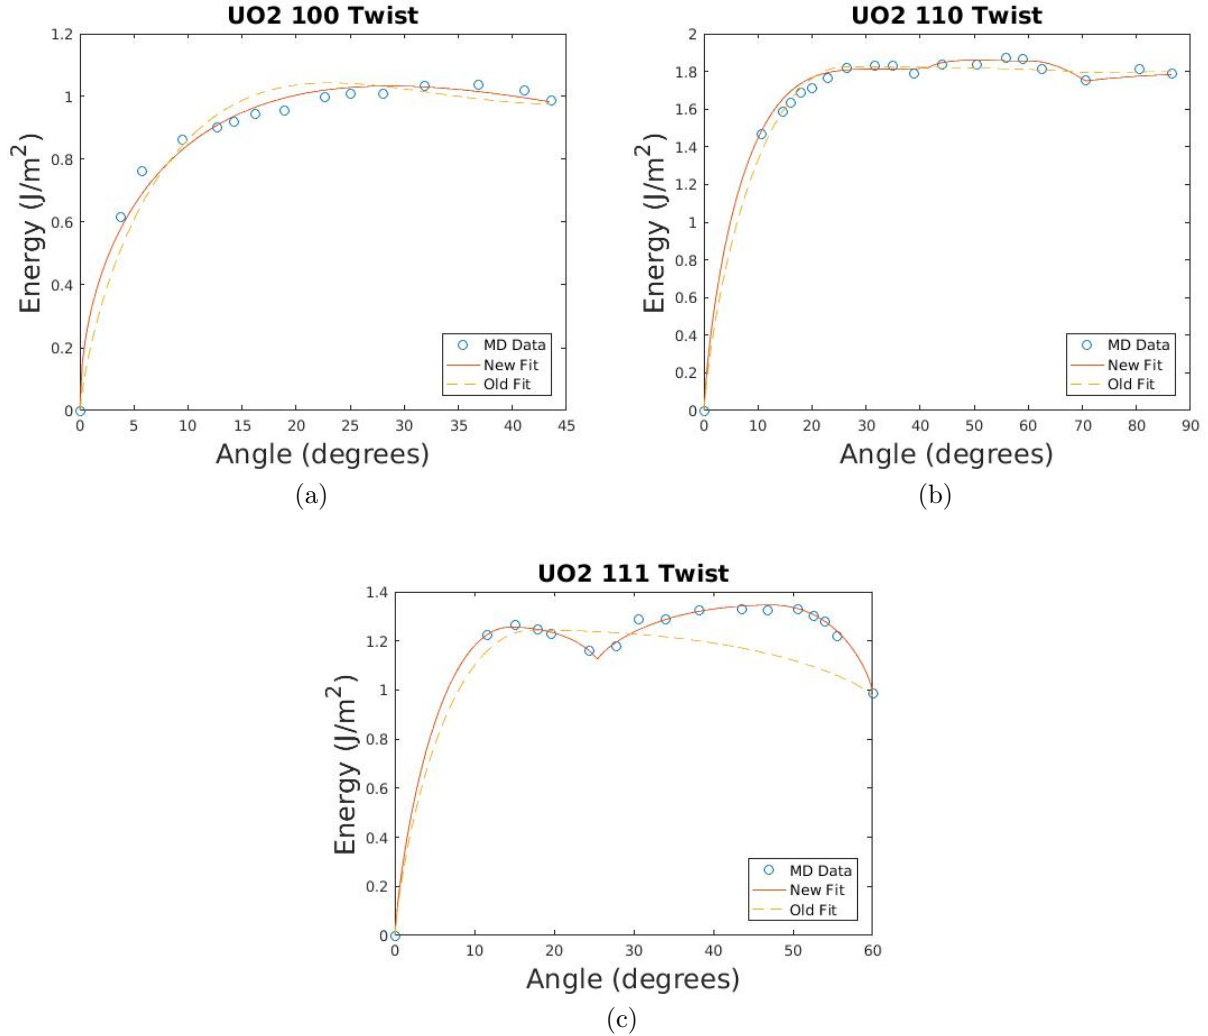 UO2 100 Twist
1.2
1
0.8
0.6
0.4
0.2
0
Energy (J/m²)
0 5 10 15 20 25 30 35 40 45
Angle (degrees)
MD Data
New Fit
Old Fit
(a)
UO2 110 Twist
2
1.8
1.6
1.4
1.2
1
0.8
0.6
0.4
0.2
0
Energy (J/m²)
0 10 20 30 40 50 60 70 80 90
Angle (degrees)
MD Data
New Fit
Old Fit
(b)
UO2 111 Twist
1.4
1.2
1
0.8
0.6
0.4
0.2
0
Energy (J/m²)
0 10 20 30 40 50 60
Angle (degrees)
MD Data
New Fit
Old Fit
(c)